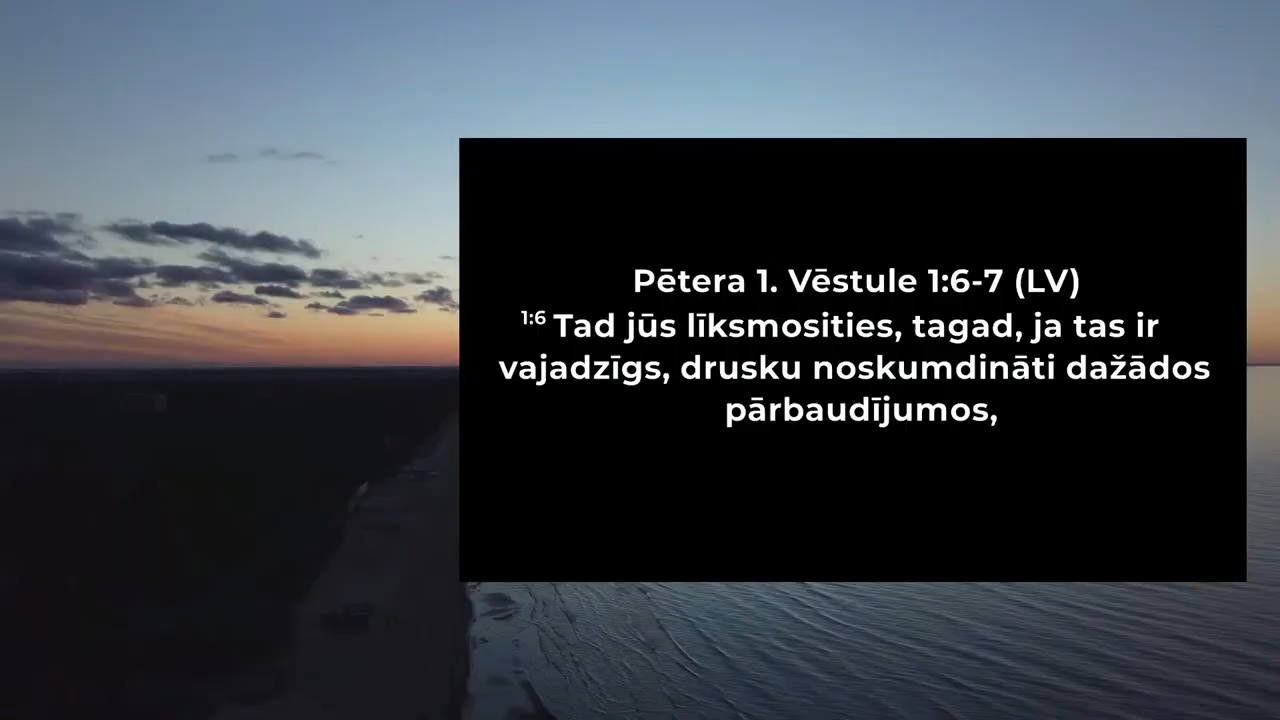 Pētera 1. Vēstule 1:6-7 (LV)
1:6 Tad jūs līksmosities, tagad, ja tas ir
vajadzīgs, drusku noskumdināti dažādos
pārbaudījumos,